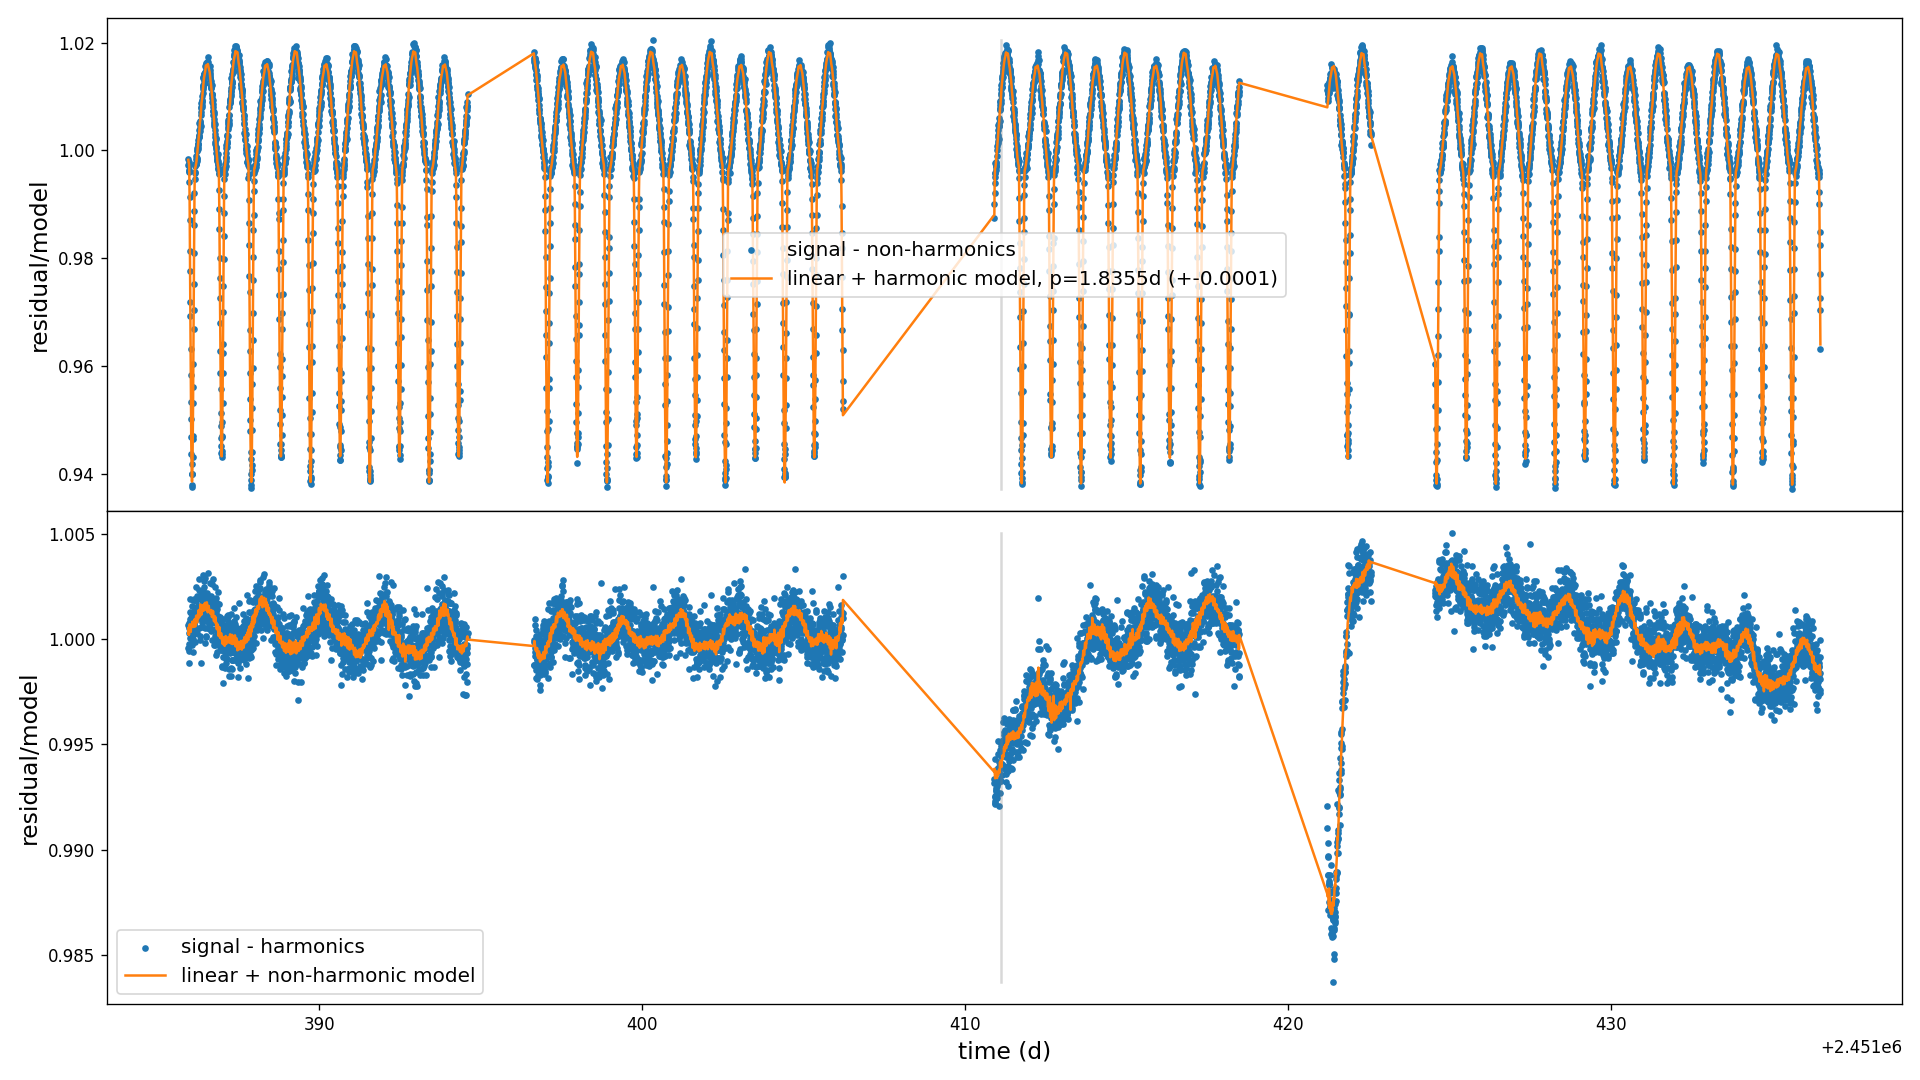 1.02
1.00
0.98
0.96
0.94
residual/model
signal - non-harmonics
linear + harmonic model, p=1.8355d (+-0.0001)
1.005
1.000
0.995
0.990
0.985
residual/model
signal - harmonics
linear + non-harmonic model
390
400
410
420
430
time (d)
+2.451e6